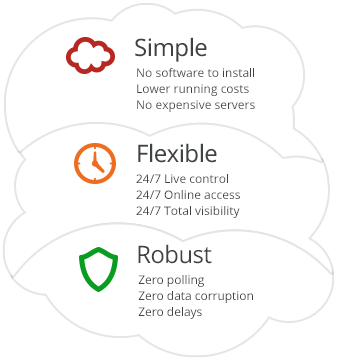 Simple
No software to install
Lower running costs
No expensive servers
Flexible
24/7 Live control
24/7 Online access
24/7 Total visibility
Robust
Zero polling
Zero data corruption
Zero delays